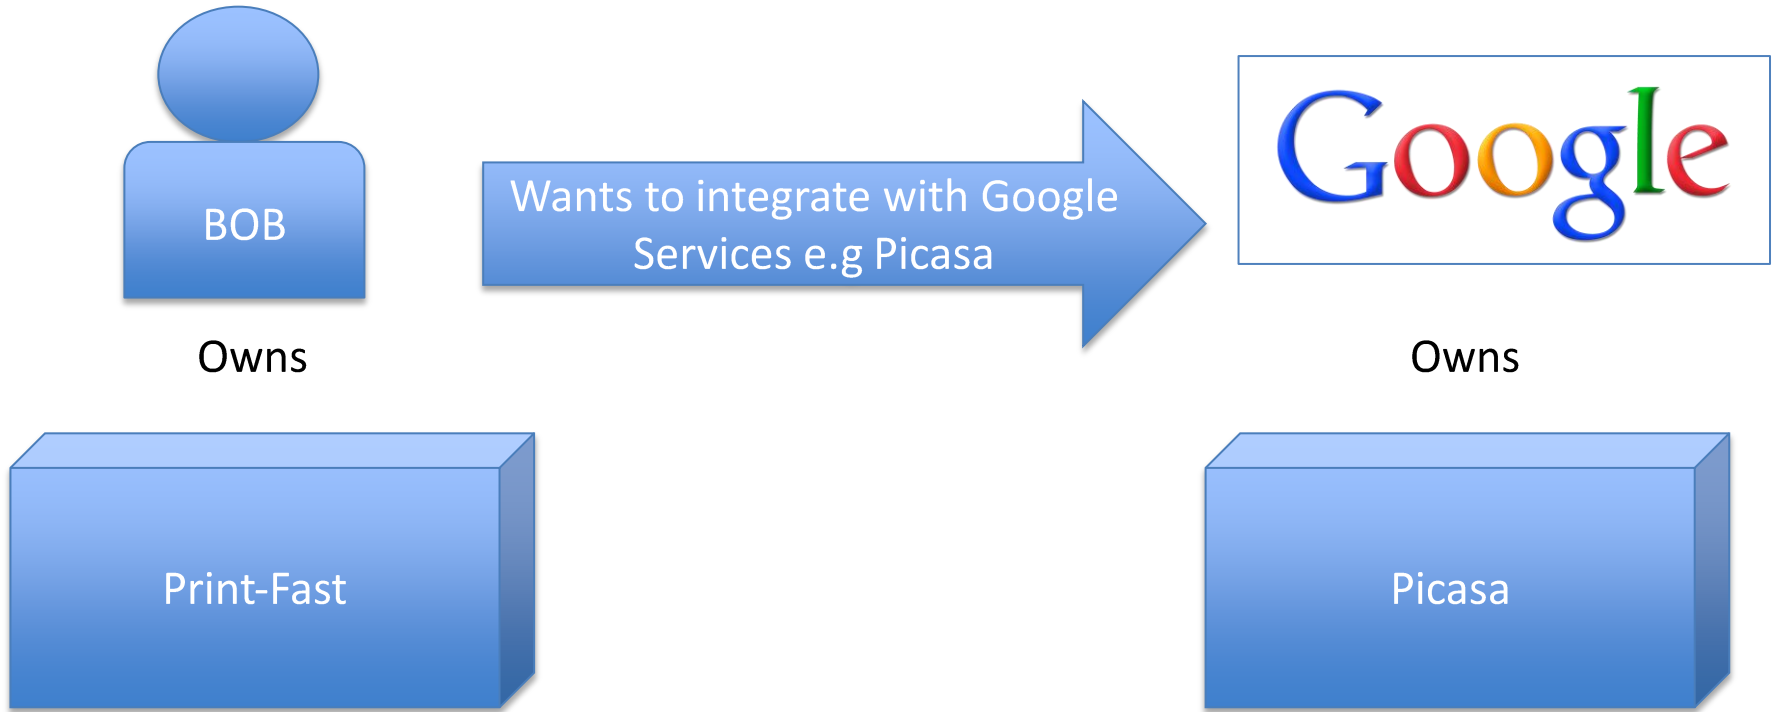 BOB
Wants to integrate with Google
Services e.g Picasa
Google
Owns
Owns
Print-Fast
Picasa